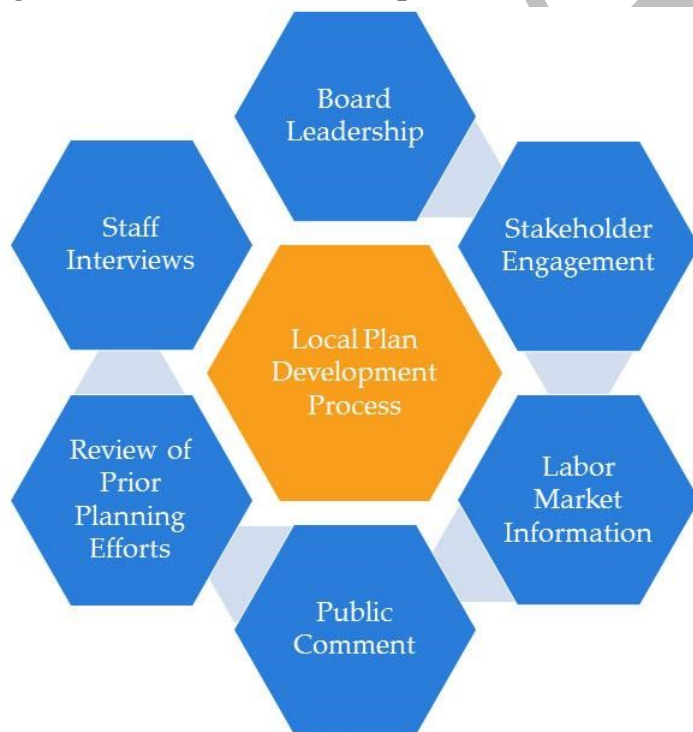 Board
Leadership
Stakeholder
Engagement
Labor
Market
Information
Public
Comment
Review of
Prior
Planning
Efforts
Staff
Interviews
Local Plan
Development
Process